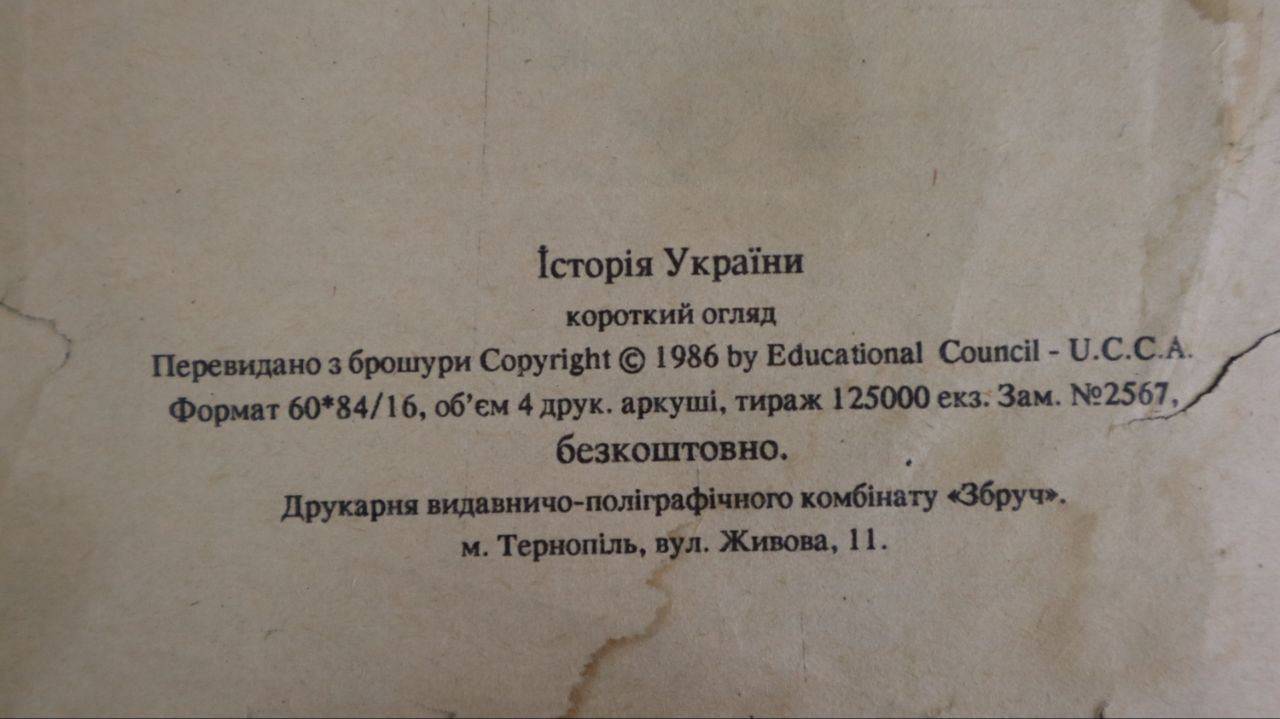 Історія України
короткий огляд
Перевидано з брошури Copyright © 1986 by Educational Council - U.C.C.A.
Формат 60*84/16, об’єм 4 друк. аркуші, тираж 125000 екз. Зам. №2567,
безкоштовно.
Друкарня видавничо-поліграфічного комбінату «Збруч».
м. Тернопіль, вул. Живова, 11.